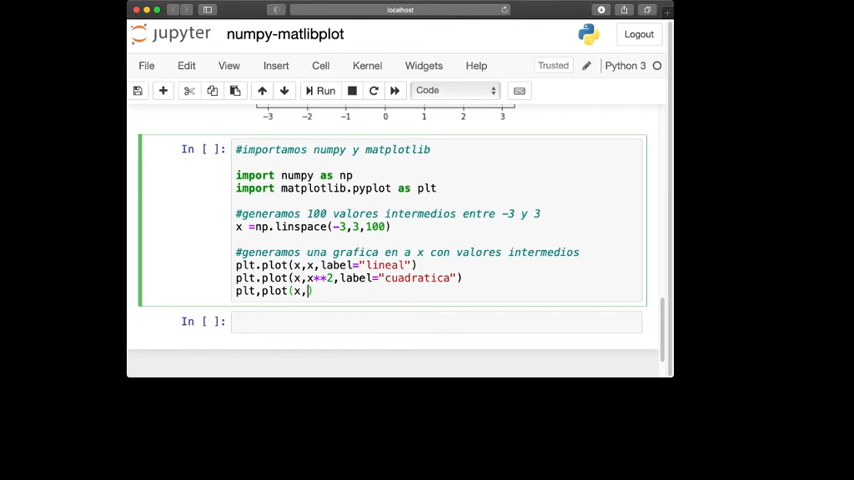 localhost
jupyter numpy-matlibplot Logout
File Edit View Insert Cell Kernel Widgets Help Trusted Python 3
Run Code
-3 -2 -1 0 1 2 3
In [ ]: #importamos numpy y matplotlib
import numpy as np
import matplotlib.pyplot as plt
#generamos 100 valores intermedios entre -3 y 3
x =np.linspace(-3,3,100)
#generamos una grafica en a x con valores intermedios
plt.plot(x,x,label="lineal")
plt.plot(x,x**2,label="cuadratica")
plt,plot(x,)
In [ ]: